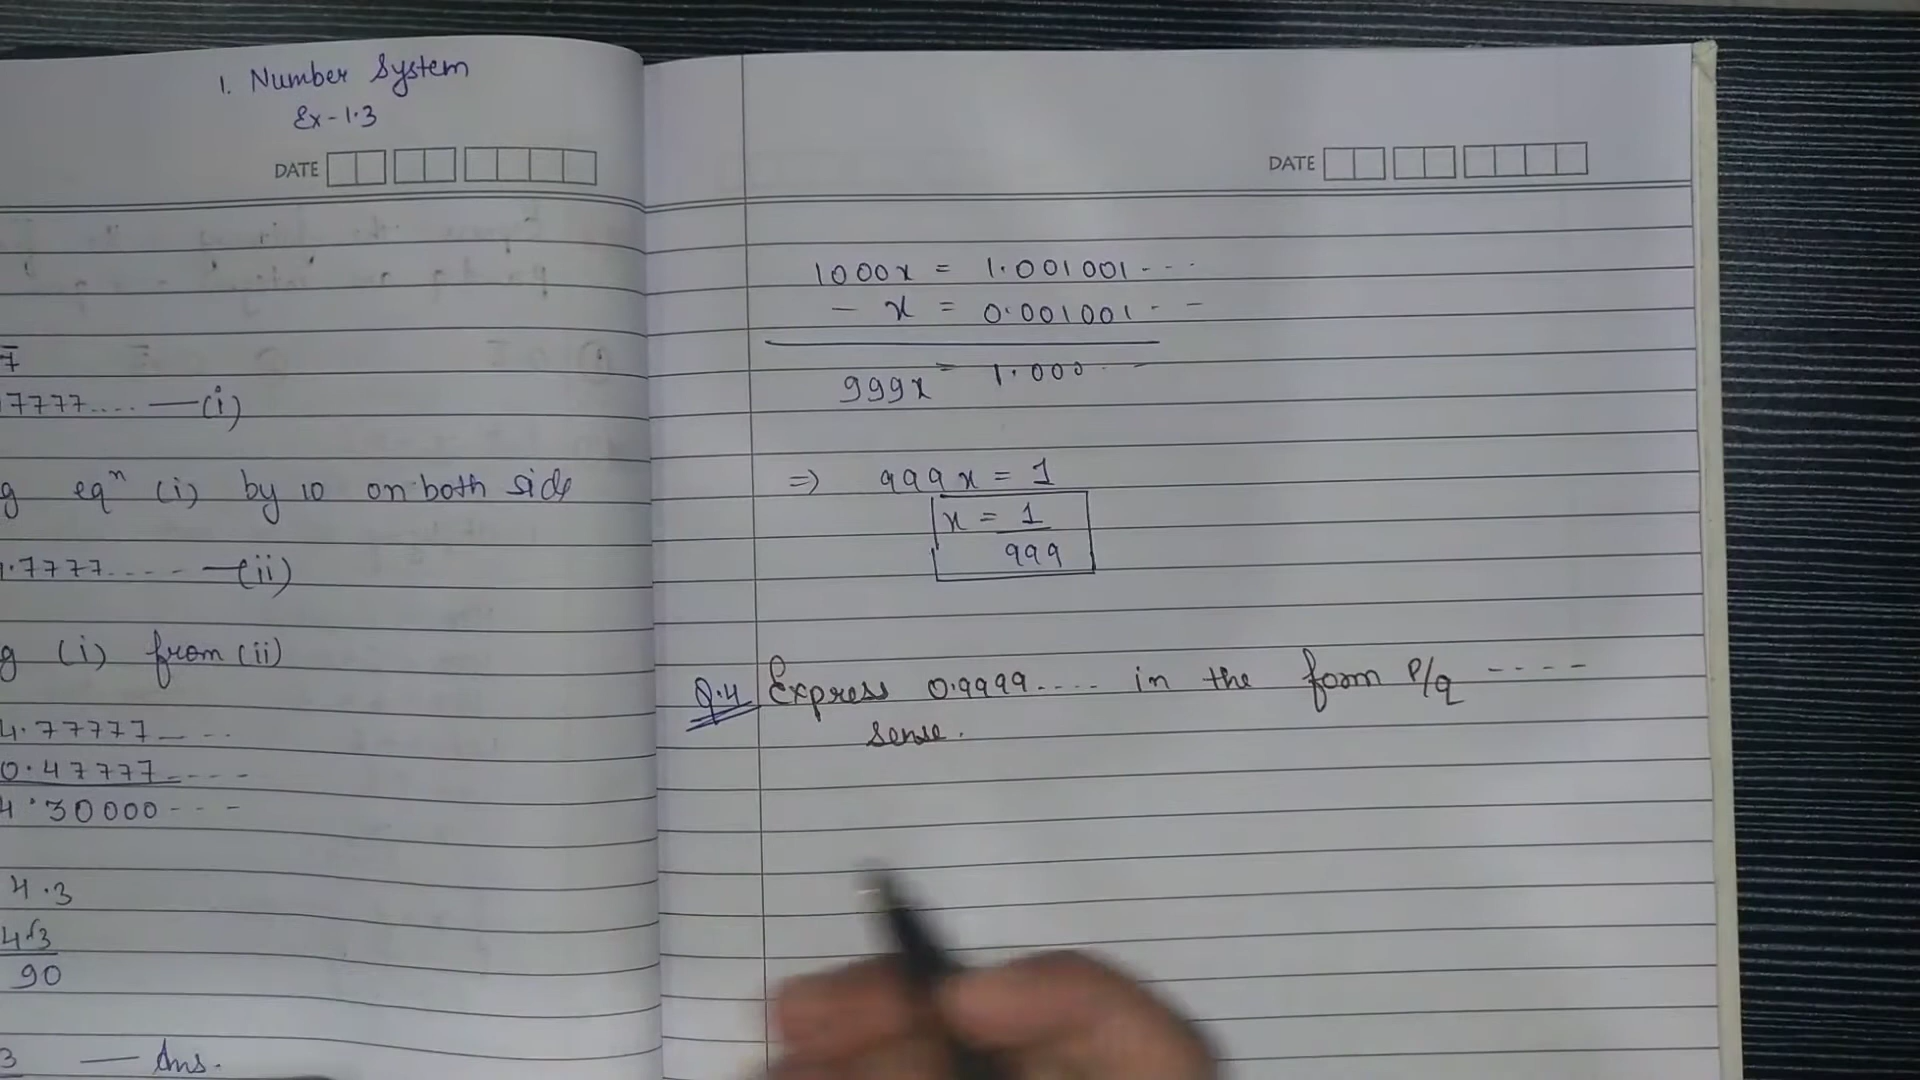 1. Number System
Ex-1.3
DATE
7
7777.... —(i)
g eqⁿ (i) by 10 on both side
.7777.... —(ii)
g (i) from (ii)
4.77777— ..
0.47777 - - - -
4.30000 - - -
4.3
43
90
3 — Ans.
DATE
1000x = 1.001001 - - -
- x = 0.001001 - -
999x = 1.000 -
=> 999x = 1
x = 1
999
Q.4 Express 0.9999.... in the form P/q ----
sense.